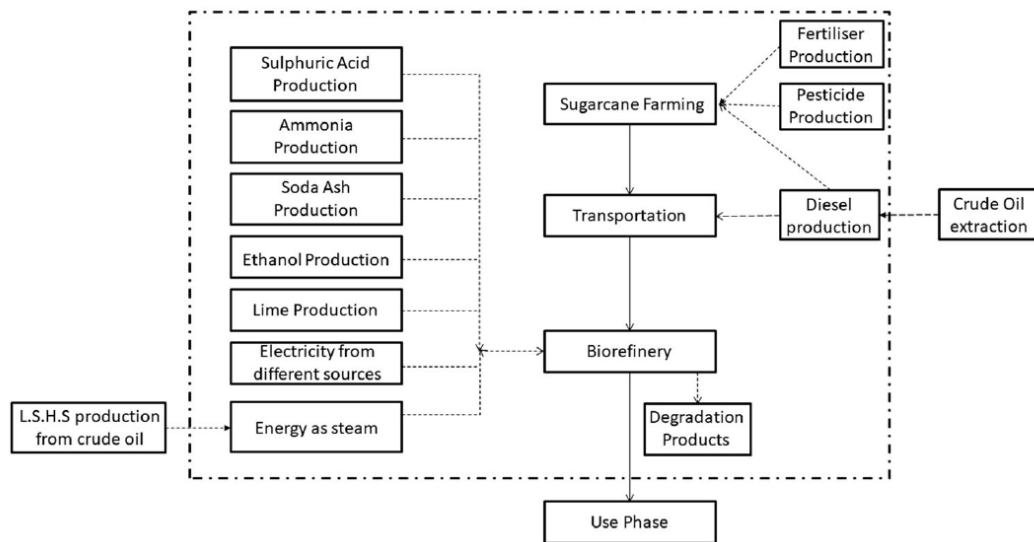 Sulphuric Acid
Production
Ammonia
Production
Soda Ash
Production
Ethanol Production
Lime Production
Electricity from
different sources
Energy as steam
L.S.H.S production
from crude oil
Sugarcane Farming
Transportation
Biorefinery
Degradation
Products
Use Phase
Fertiliser
Production
Pesticide
Production
Diesel
production
Crude Oil
extraction